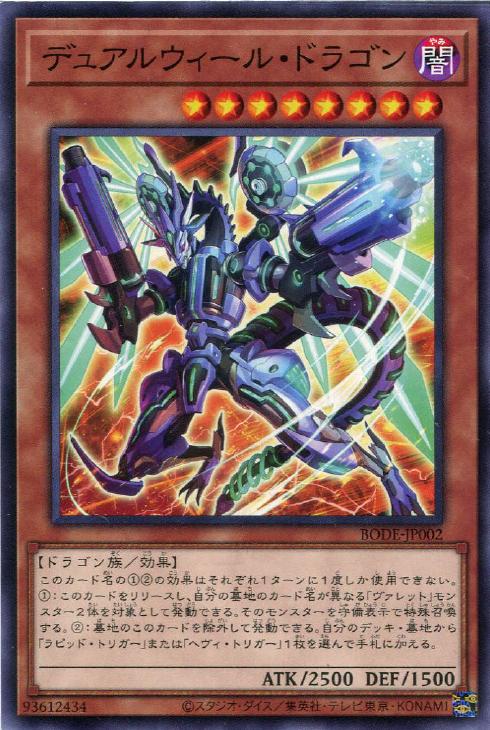 デュアルウィール・ドラゴン
闇
やみ
BODE-JP002
【ドラゴン族/効果】
このカード名の①②の効果はそれぞれ1ターンに1度しか使用できない。
①:このカードをリリースし、自分の墓地のカード名が異なる「ヴァレット」モン
スター2体を対象として発動できる。そのモンスターを守備表示で特殊召喚
する。②:墓地のこのカードを除外して発動できる。自分のデッキ・墓地から
「ラピッド・トリガー」または「ヘヴィ・トリガー」1枚を選んで手札に加える。
ATK/2500 DEF/1500
93612434
©スタジオ・ダイス/集英社・テレビ東京・KONAMI